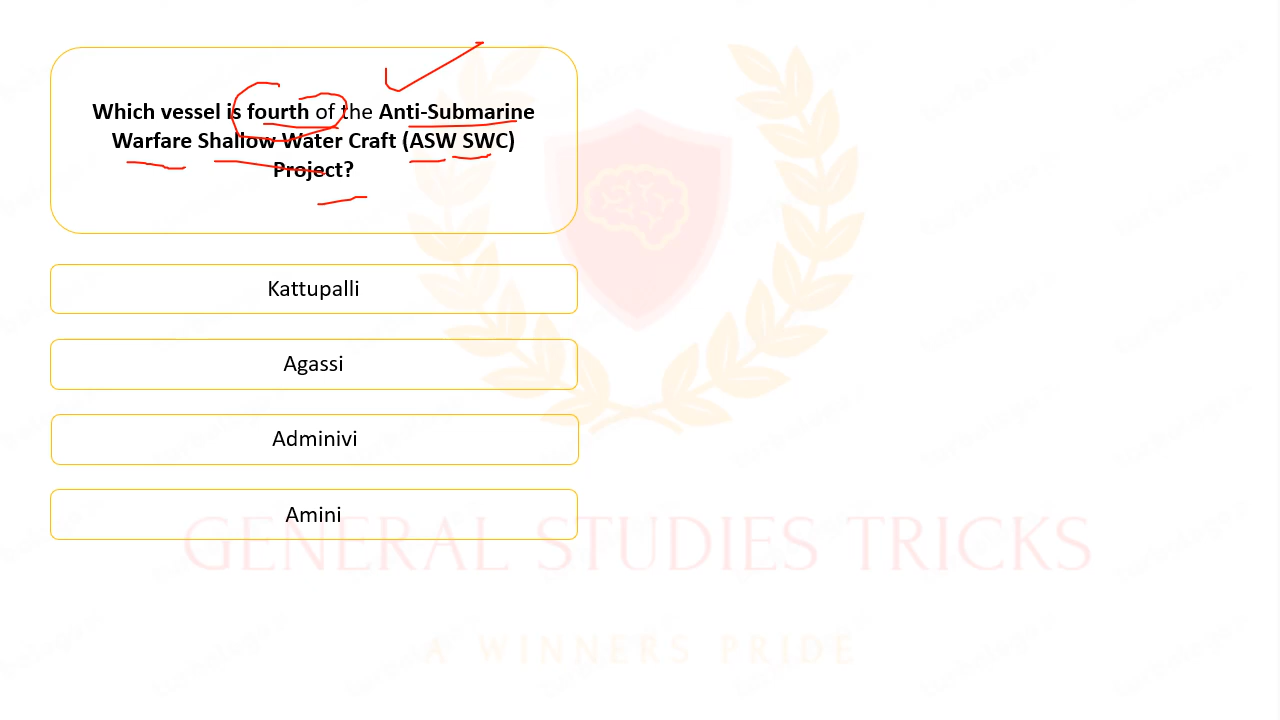 Which vessel is fourth of the Anti-Submarine
Warfare Shallow Water Craft (ASW SWC)
Project?
Kattupalli
Agassi
Adminivi
Amini
GENERAL STUDIES TRICKS
A WINNERS PRIDE